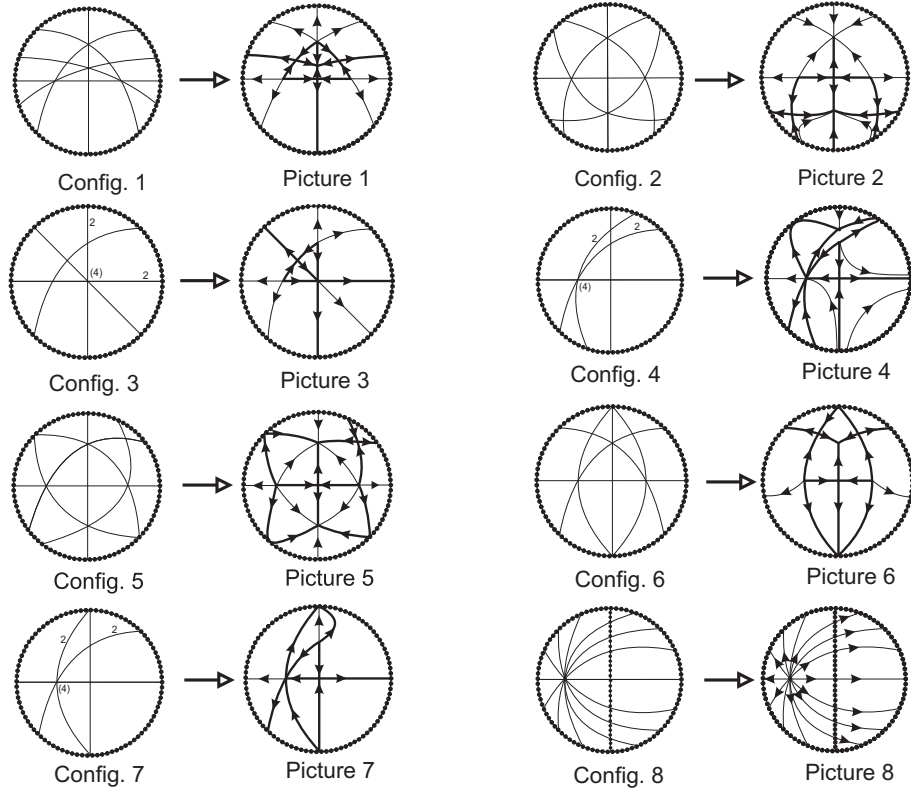 Config. 1
Picture 1
Config. 2
Picture 2
2
(4)
2
Config. 3
Picture 3
2
2
(4)
Config. 4
Picture 4
Config. 5
Picture 5
Config. 6
Picture 6
2
2
(4)
Config. 7
Picture 7
Config. 8
Picture 8